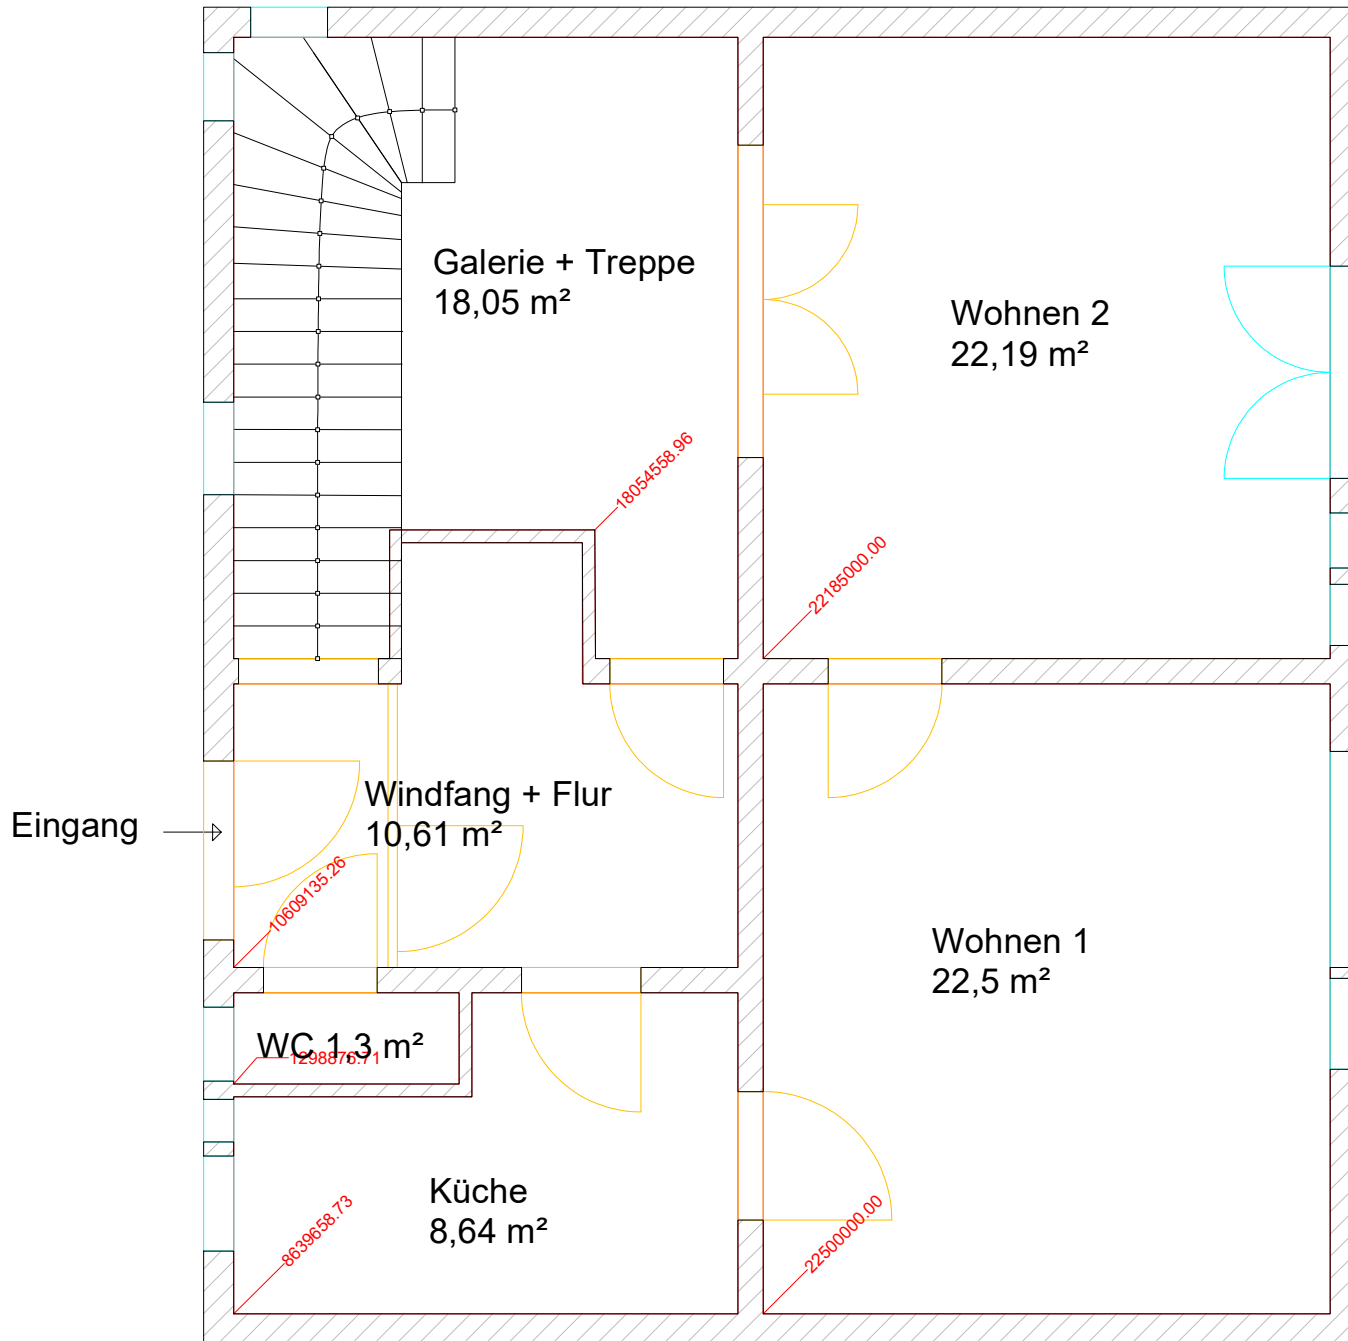 Galerie + Treppe
18,05 m²
Wohnen 2
22,19 m²
18054558.96
22185000.00
Windfang + Flur
10,61 m²
Eingang
10609135.26
Wohnen 1
22,5 m²
WC 1,3 m²
1298876.71
Küche
8,64 m²
8639658.73
22500000.00